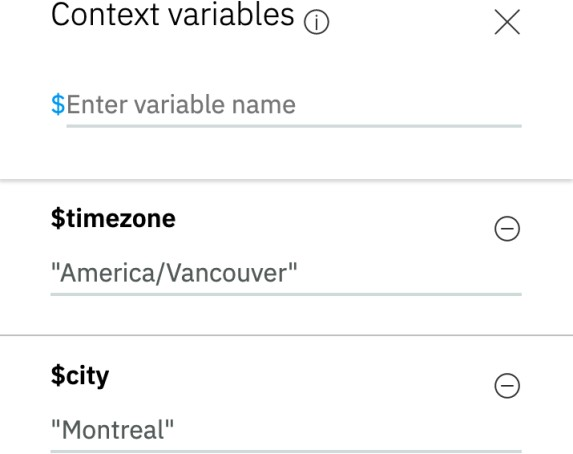 Context variables
$Enter variable name
$timezone
"America/Vancouver"
$city
"Montreal"